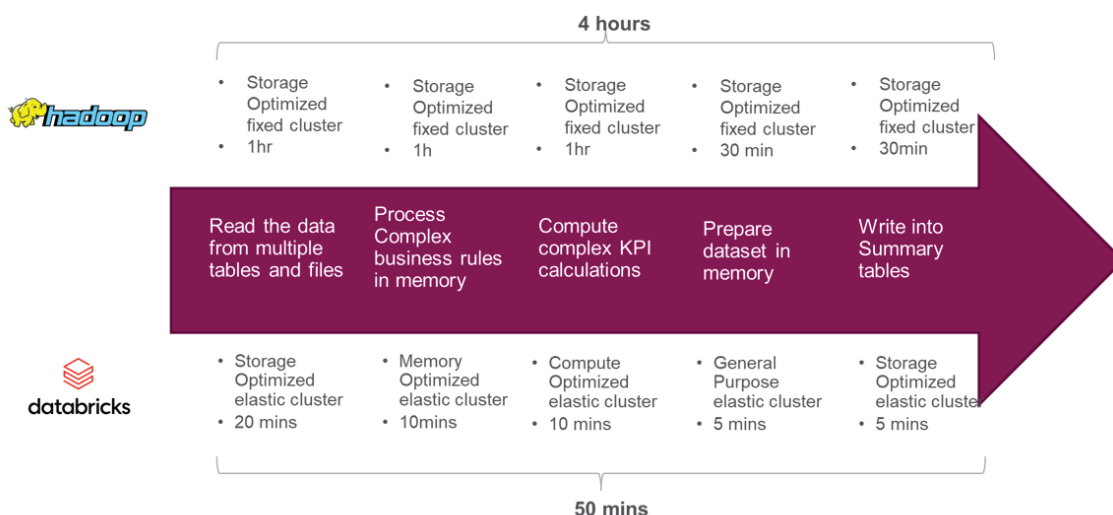 4 hours
hadoop
• Storage
Optimized
fixed cluster
• 1hr
• Storage
Optimized
fixed cluster
• 1h
• Storage
Optimized
fixed cluster
• 1hr
• Storage
Optimized
fixed cluster
• 30 min
• Storage
Optimized
fixed cluster
• 30min
Read the data
from multiple
tables and files
Process
Complex
business rules
in memory
Compute
complex KPI
calculations
Prepare
dataset in
memory
Write into
Summary
tables
databricks
• Storage
Optimized
elastic cluster
• 20 mins
• Memory
Optimized
elastic cluster
• 10mins
• Compute
Optimized
elastic cluster
• 10 mins
• General
Purpose
elastic cluster
• 5 mins
• Storage
Optimized
elastic cluster
• 5 mins
50 mins